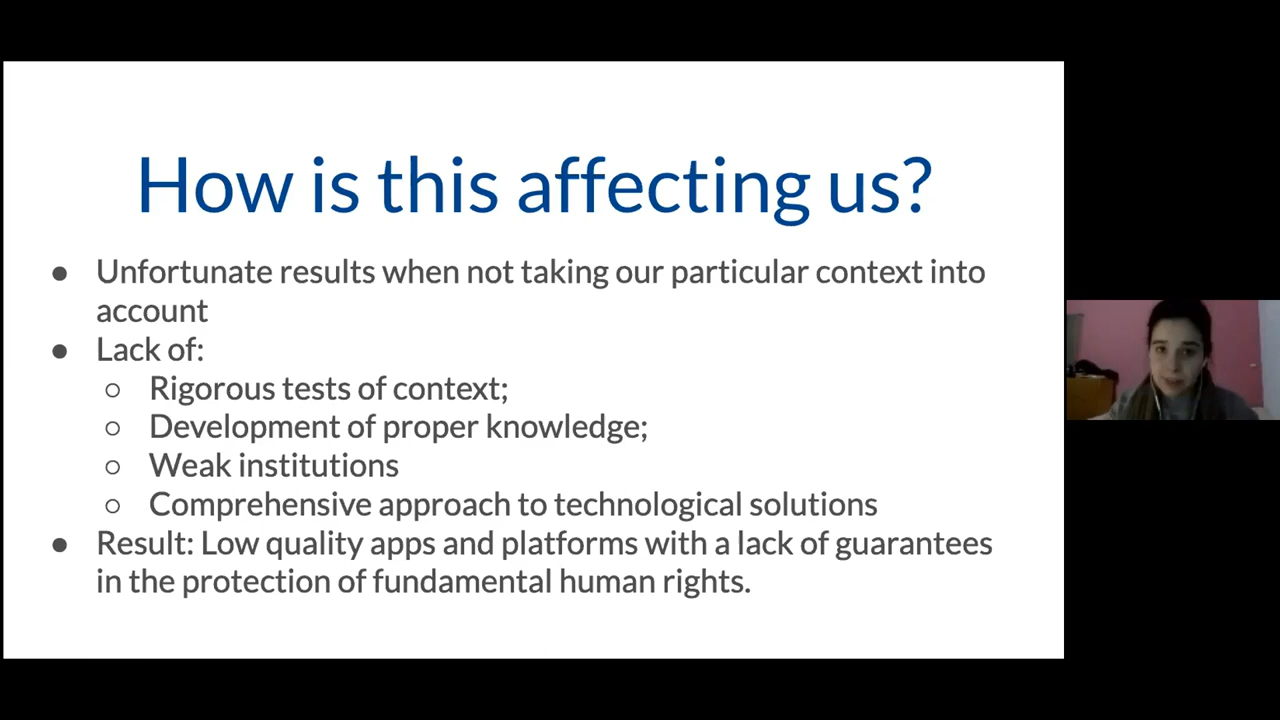 How is this affecting us?
● Unfortunate results when not taking our particular context into
account
● Lack of:
○ Rigorous tests of context;
○ Development of proper knowledge;
○ Weak institutions
○ Comprehensive approach to technological solutions
● Result: Low quality apps and platforms with a lack of guarantees
in the protection of fundamental human rights.